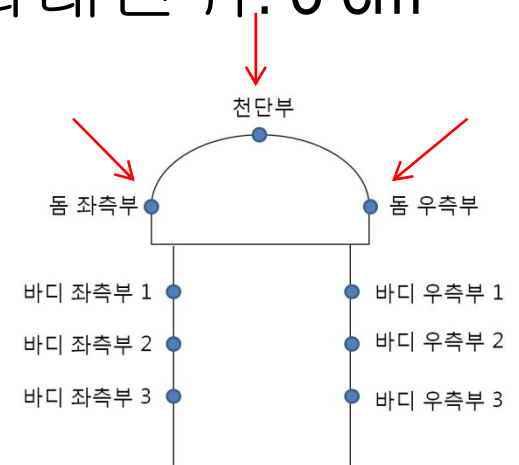 : 6 cm
천단부
돔 좌측부
돔 우측부
바디 좌측부 1
바디 우측부 1
바디 좌측부 2
바디 우측부 2
바디 좌측부 3
바디 우측부 3